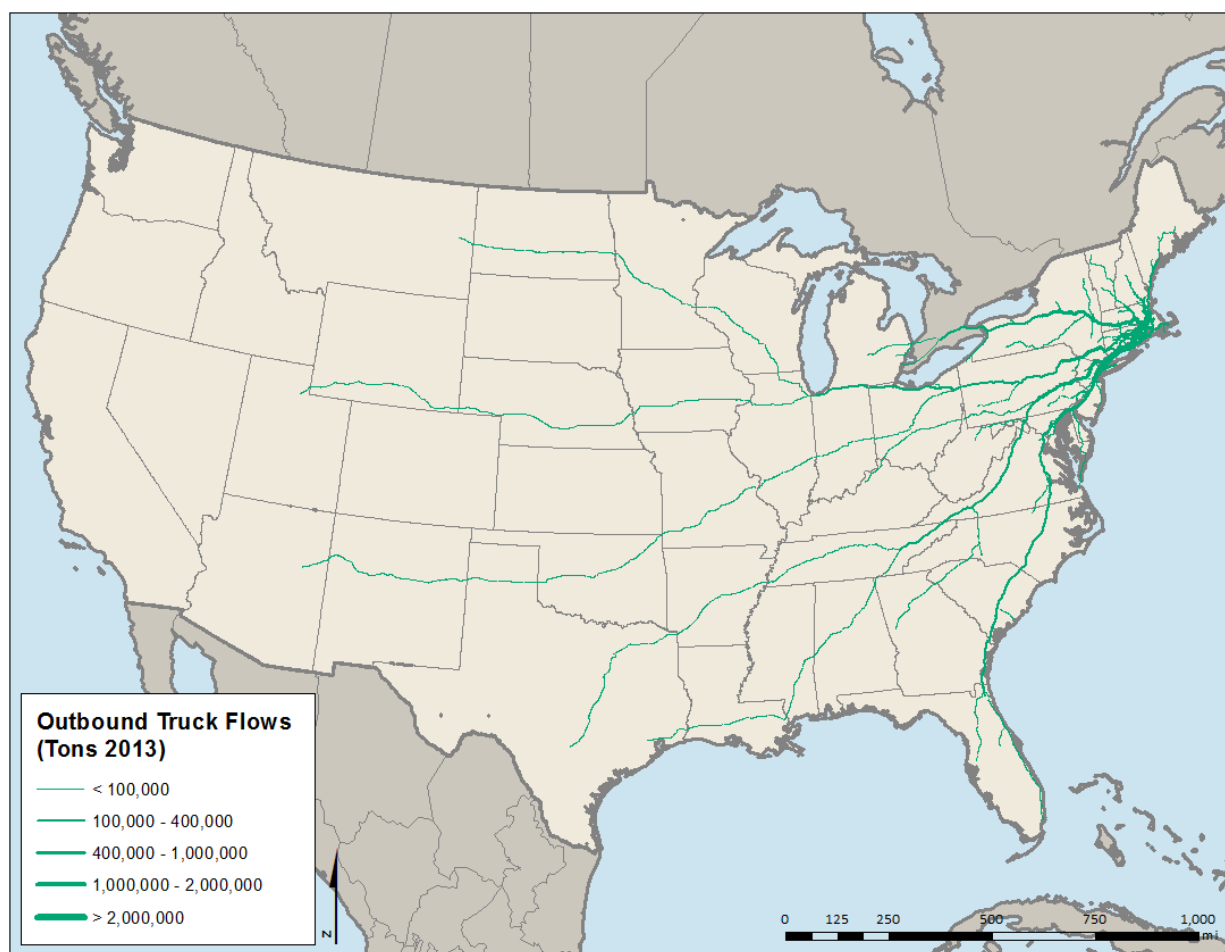 Outbound Truck Flows
(Tons 2013)
< 100,000
100,000 - 400,000
400,000 - 1,000,000
1,000,000 - 2,000,000
> 2,000,000
N
0 125 250 500 750 1,000
mi